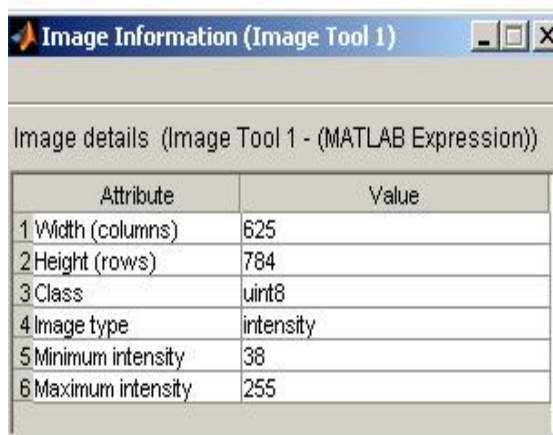 Image Information (Image Tool 1)
Image details (Image Tool 1 - (MATLAB Expression))
Attribute Value
1 Width (columns) 625
2 Height (rows) 784
3 Class uint8
4 Image type intensity
5 Minimum intensity 38
6 Maximum intensity 255